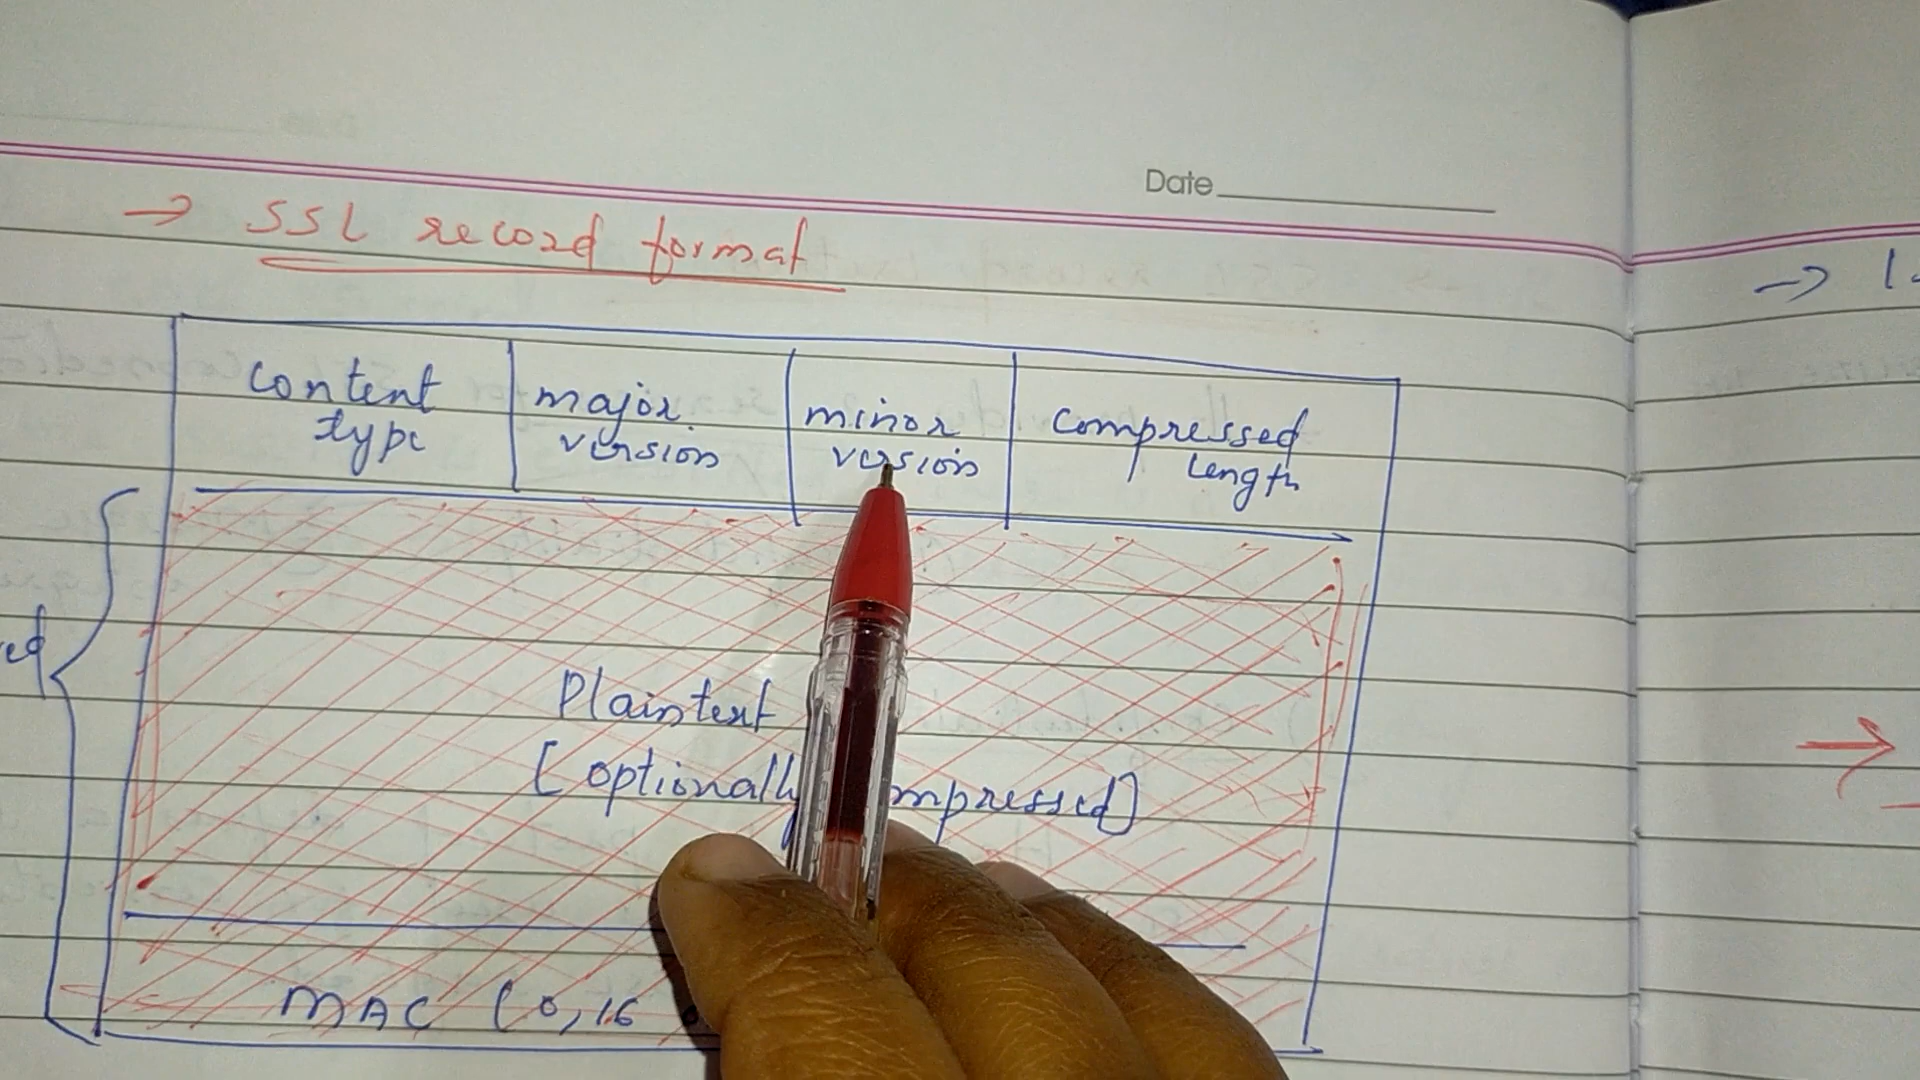 Date
→ SSL record format
content type
major version
minor version
compressed length
Plaintext
[optionally mpressed]
MAC (0, 16